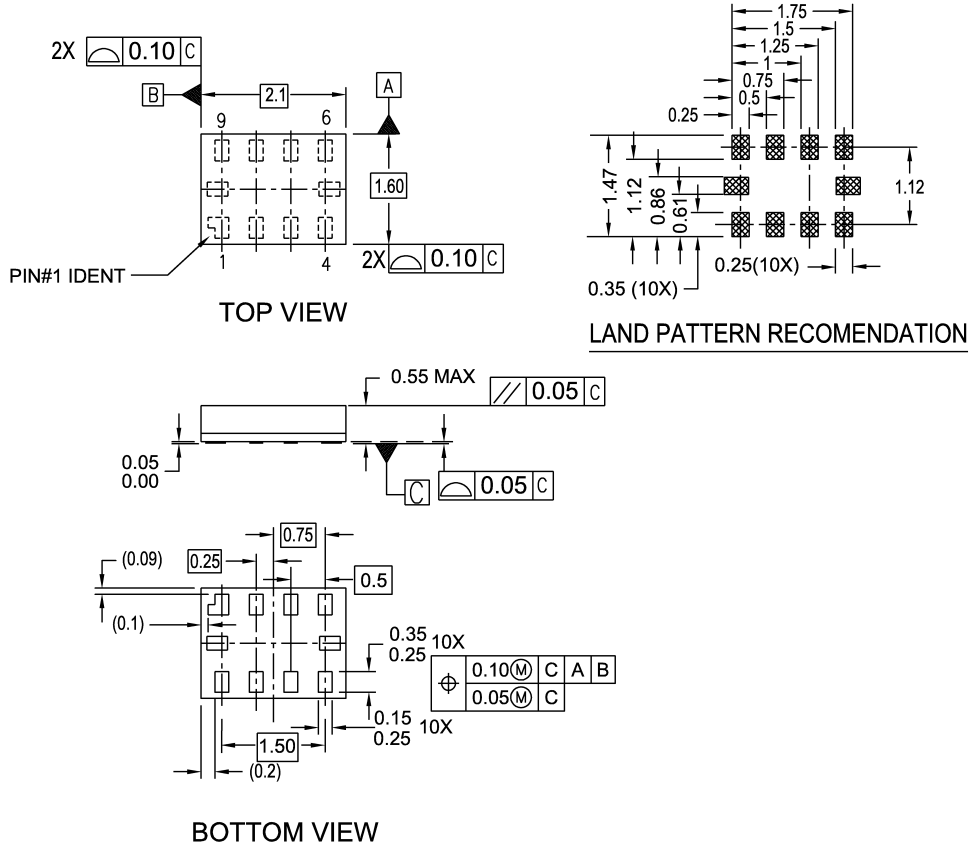 2X 0.10 C
B
2.1
A
9 6
1.60
1 4
PIN#1 IDENT
2X 0.10 C
TOP VIEW
1.75
1.5
1.25
1
0.75
0.5
0.25
1.47
1.12
0.86
0.61
1.12
0.25(10X)
0.35 (10X)
LAND PATTERN RECOMENDATION
0.55 MAX
// 0.05 C
0.05
0.00
C
0.05 C
0.75
(0.09)
0.25
0.5
(0.1)
0.35
0.25 10X
0.10Ⓜ C A B
0.05Ⓜ C
0.15
0.25 10X
1.50
(0.2)
BOTTOM VIEW